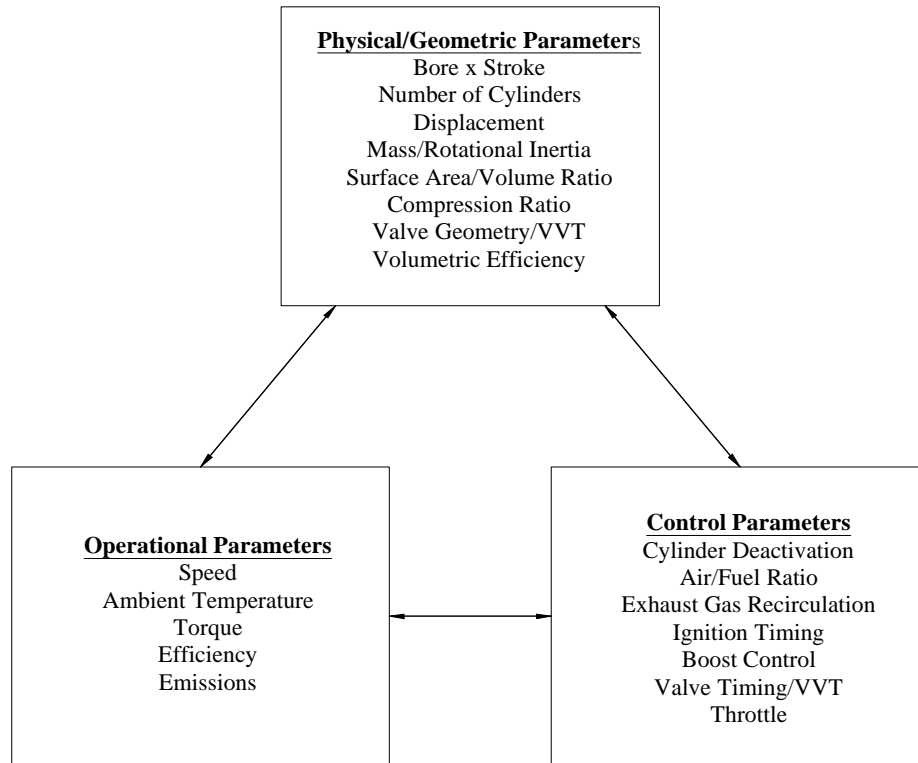 Physical/Geometric Parameters
Bore x Stroke
Number of Cylinders
Displacement
Mass/Rotational Inertia
Surface Area/Volume Ratio
Compression Ratio
Valve Geometry/VVT
Volumetric Efficiency
Operational Parameters
Speed
Ambient Temperature
Torque
Efficiency
Emissions
Control Parameters
Cylinder Deactivation
Air/Fuel Ratio
Exhaust Gas Recirculation
Ignition Timing
Boost Control
Valve Timing/VVT
Throttle